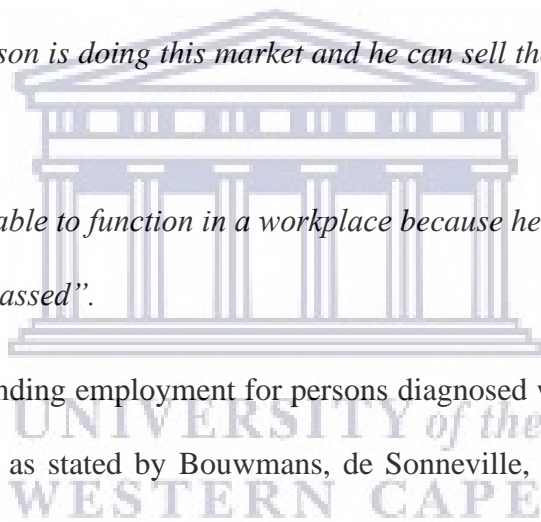 son is doing this market and he can sell th
able to function in a workplace because he
assed”.
nding employment for persons diagnosed
UNIVERSITY of the
as stated by Bouwmans, de Sonneville,
WESTERN CAPE